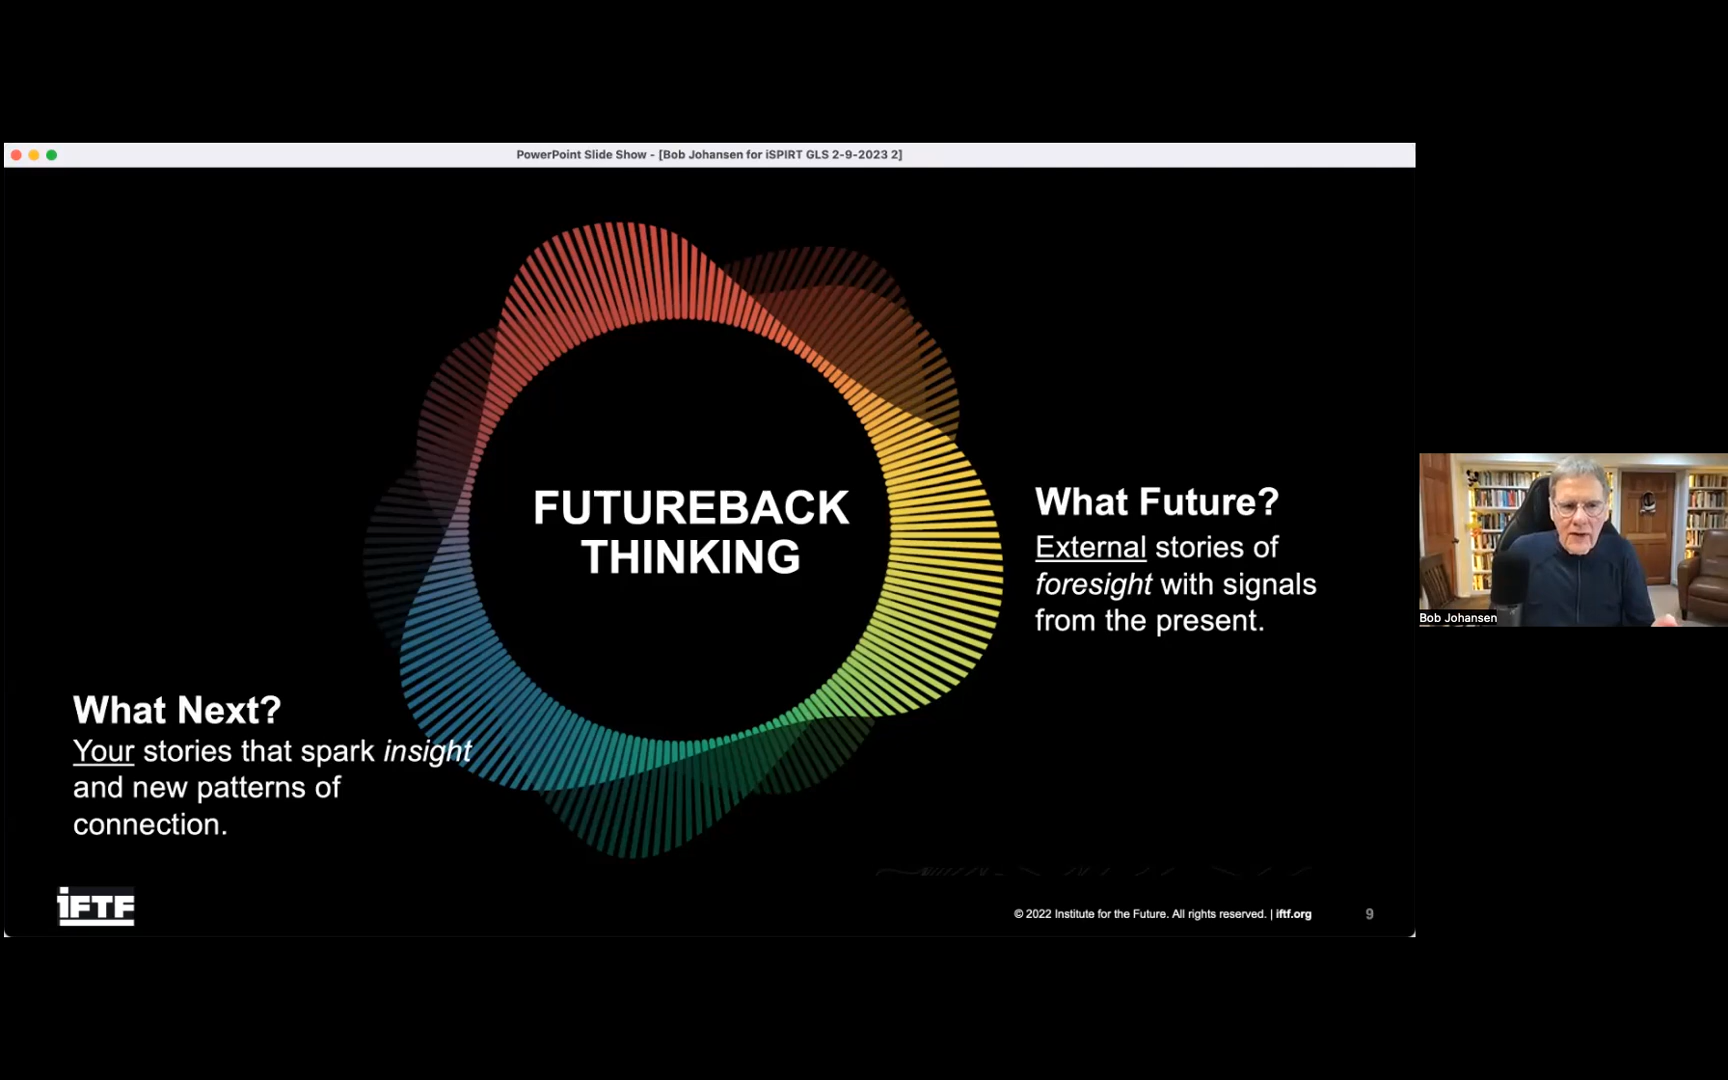 PowerPoint Slide Show - [Bob Johansen for iSPIRT GLS 2-9-2023 2]
FUTUREBACK
THINKING
What Future?
External stories of
foresight with signals
from the present.
What Next?
Your stories that spark insight
and new patterns of
connection.
Bob Johansen
iFTF
© 2022 Institute for the Future. All rights reserved. | iftf.org
9